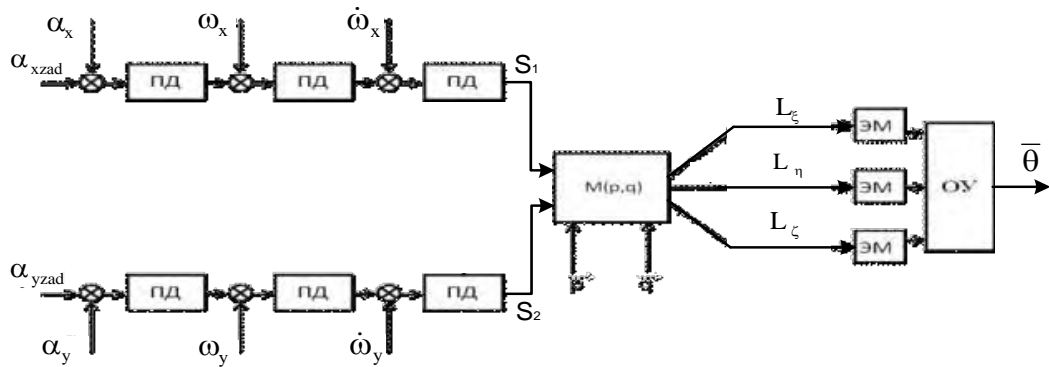 α_x ω_x ω̇_x
α_xzad ПД ПД ПД S₁
L_ξ ЭМ
M(p,q) L_η ЭМ ОУ θ̅
L_ζ ЭМ
α_yzad ПД ПД ПД S₂
α_y ω_y ω̇_y